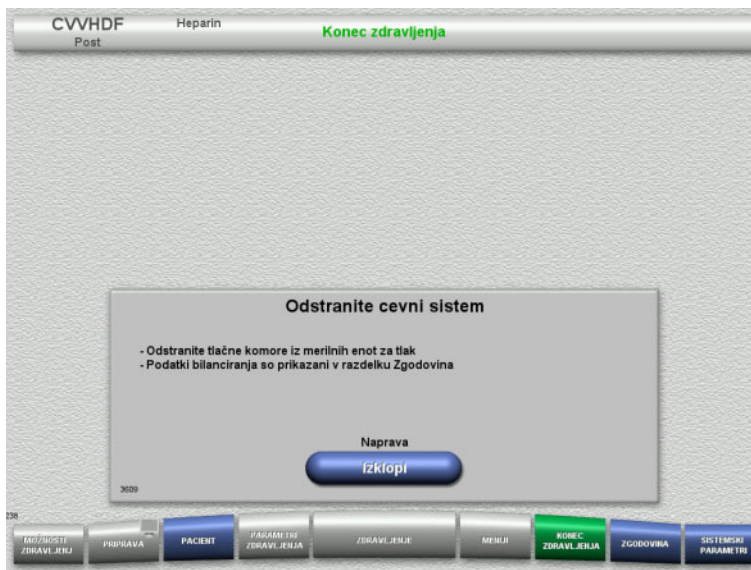 CVVHDF
Heparin
Konec zdravljenja
Post
Odstranite cevni sistem
- Odstranite tlačne komore iz merilnih enot za tlak
- Podatki bilanciranja so prikazani v razdelku Zgodovina
Naprava
Izklopi
3609
238
MOŽNOSTI
ZDRAVLJENJ
PRIPRAVA
PACIENT
PARAMETRI
ZDRAVLJENJA
ZDRAVLJENJE
MENIJI
KONEC
ZDRAVLJENJA
ZGODOVINA
SISTEMSKI
PARAMETRI